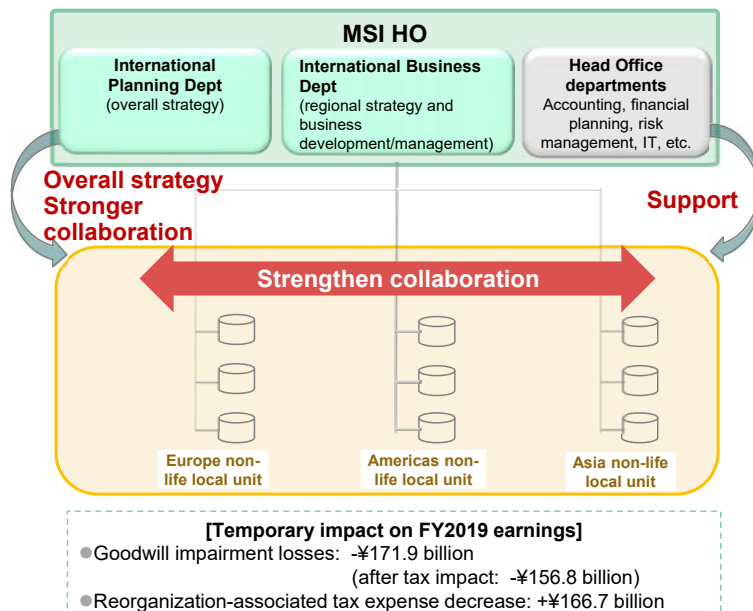 MSI HO
International
Planning Dept
(overall strategy)
International Business
Dept
(regional strategy and
business
development/management)
Head Office
departments
Accounting, financial
planning, risk
management, IT, etc.
Overall strategy
Stronger
collaboration
Support
Strengthen collaboration
Europe non-
life local unit
Americas non-
life local unit
Asia non-life
local unit
[Temporary impact on FY2019 earnings]
●Goodwill impairment losses: -¥171.9 billion
(after tax impact: -¥156.8 billion)
●Reorganization-associated tax expense decrease: +¥166.7 billion